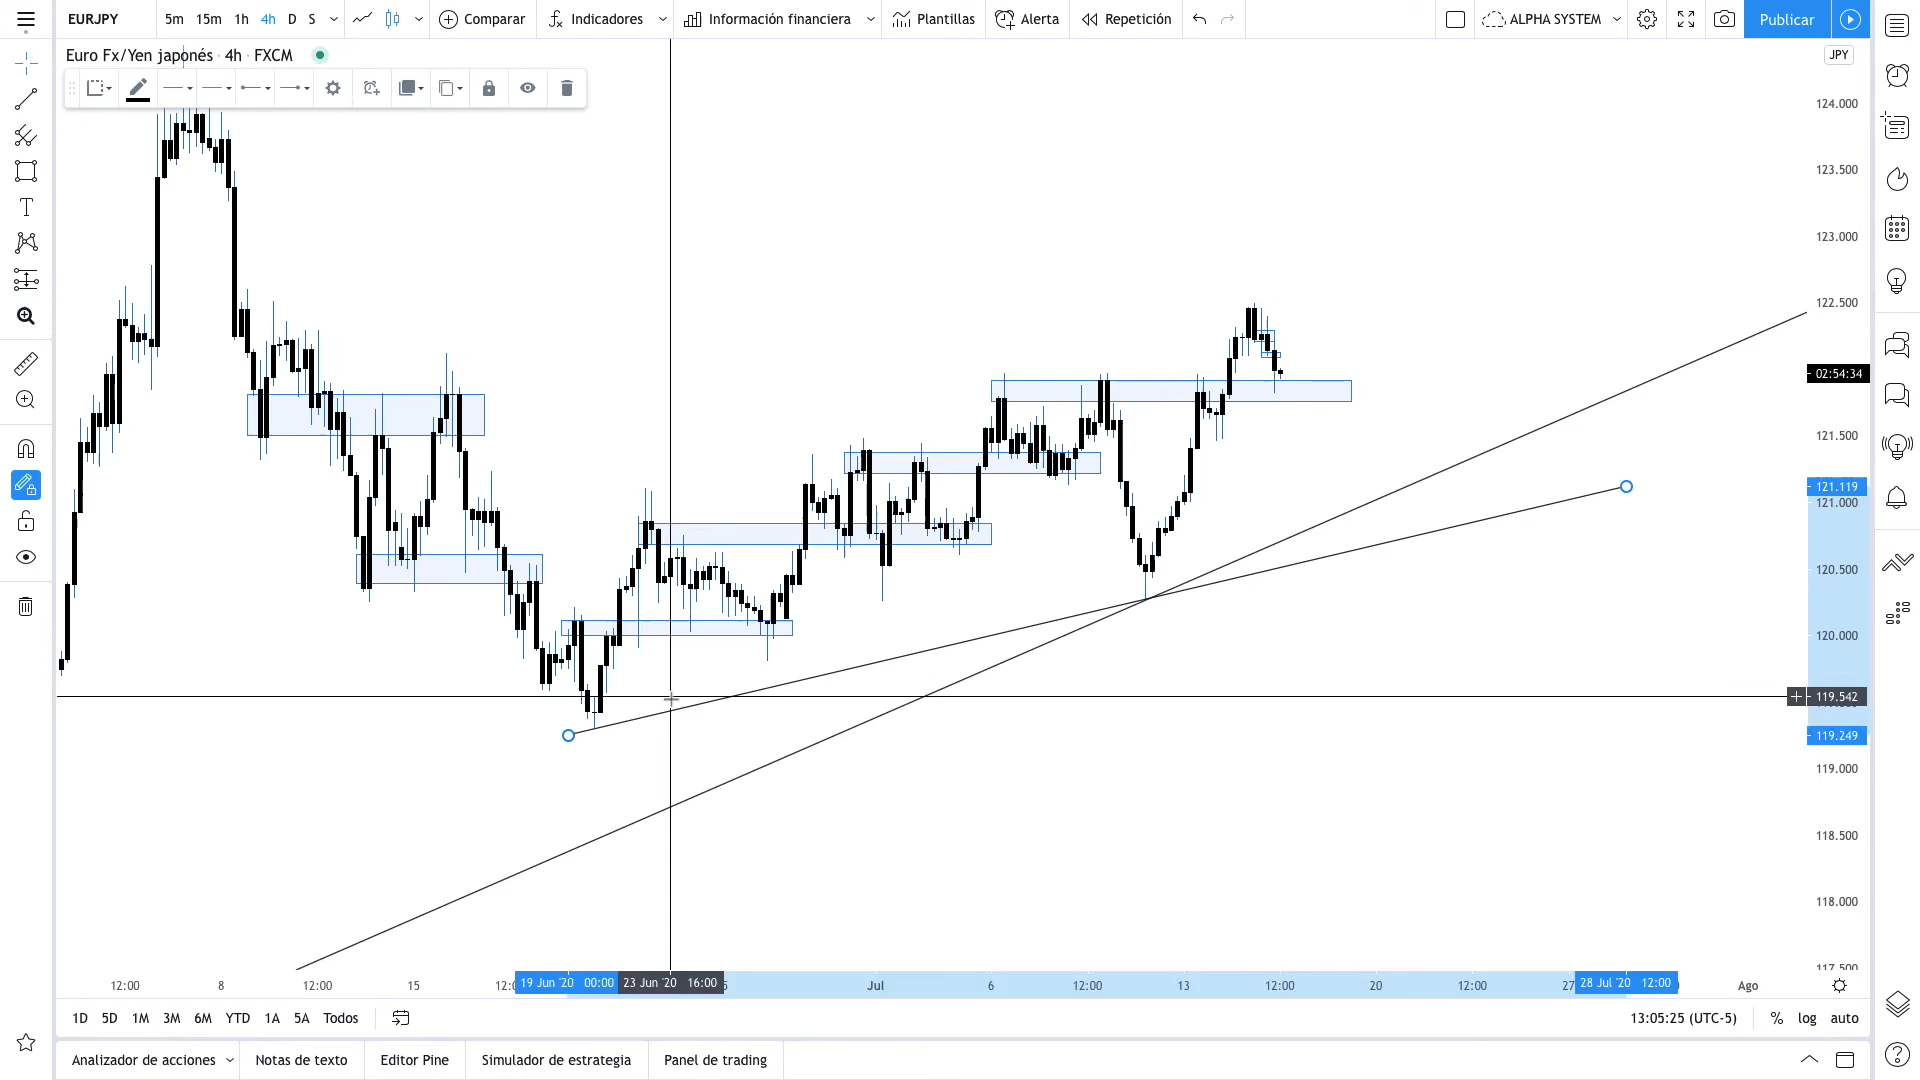 EURJPY 5m 15m 1h 4h D S Comparar Indicadores Información financiera Plantillas Alerta Repetición ALPHA SYSTEM Publicar
Euro Fx/Yen japonés · 4h · FXCM
JPY
124.000
123.500
123.000
122.500
02:54:34
121.500
121.119
121.000
120.500
120.000
119.542
119.249
119.000
118.500
118.000
117.500
12:00 8 12:00 15 19 Jun '20 00:00 23 Jun '20 16:00 Jul 6 12:00 13 12:00 20 12:00 27 28 Jul '20 12:00 Ago
1D 5D 1M 3M 6M YTD 1A 5A Todos 13:05:25 (UTC-5) % log auto
Analizador de acciones Notas de texto Editor Pine Simulador de estrategia Panel de trading